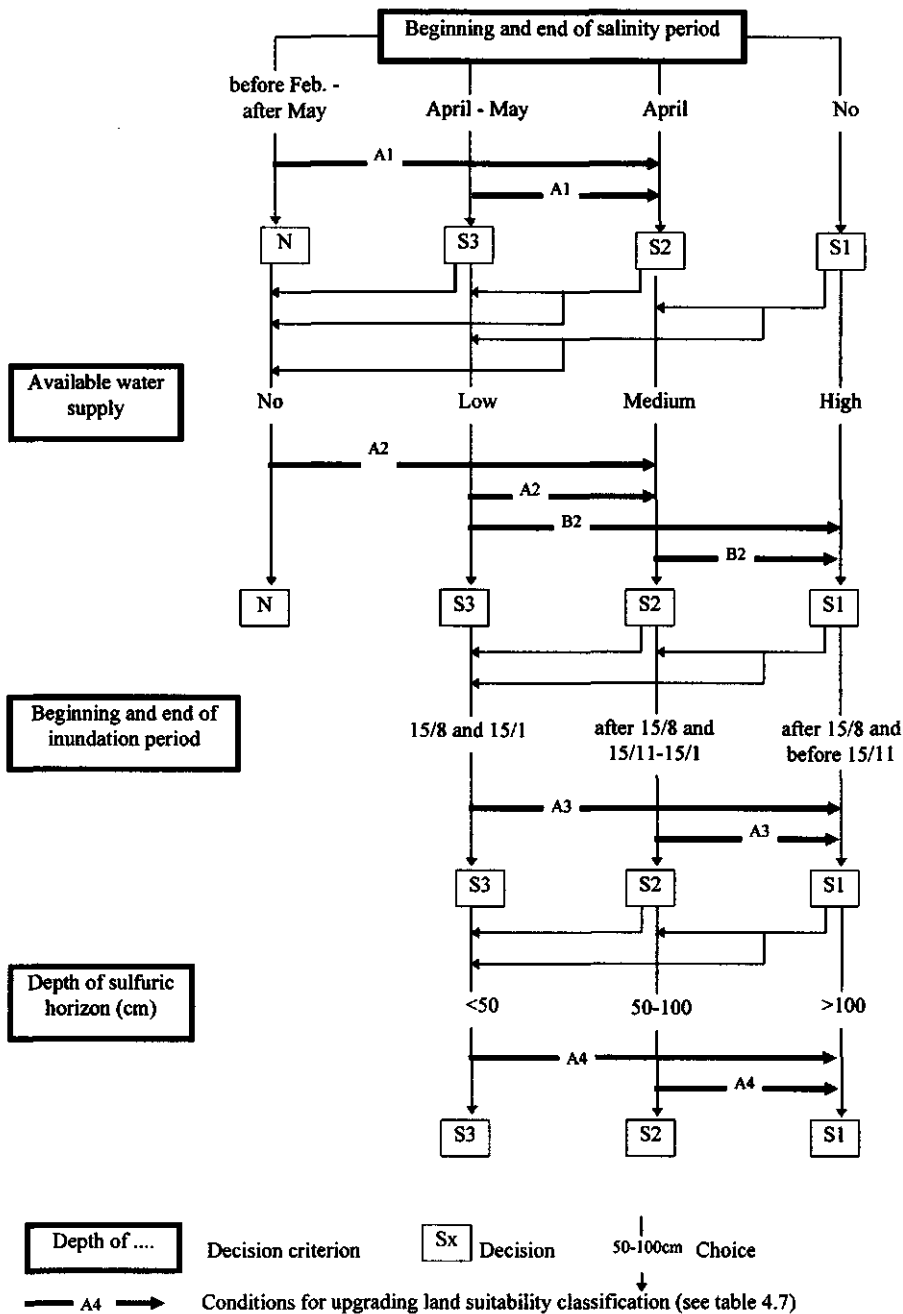 Beginning and end of salinity period
before Feb. -
after May
April - May
April
No
A1
A1
N
S3
S2
S1
Available water
supply
No
Low
Medium
High
A2
A2
B2
B2
N
S3
S2
S1
Beginning and end of
inundation period
15/8 and 15/1
after 15/8 and
15/11-15/1
after 15/8 and
before 15/11
A3
A3
S3
S2
S1
Depth of sulfuric
horizon (cm)
<50
50-100
>100
A4
A4
S3
S2
S1
Depth of ....
Decision criterion
Sx
Decision
50-100cm
Choice
A4
Conditions for upgrading land suitability classification (see table 4.7)